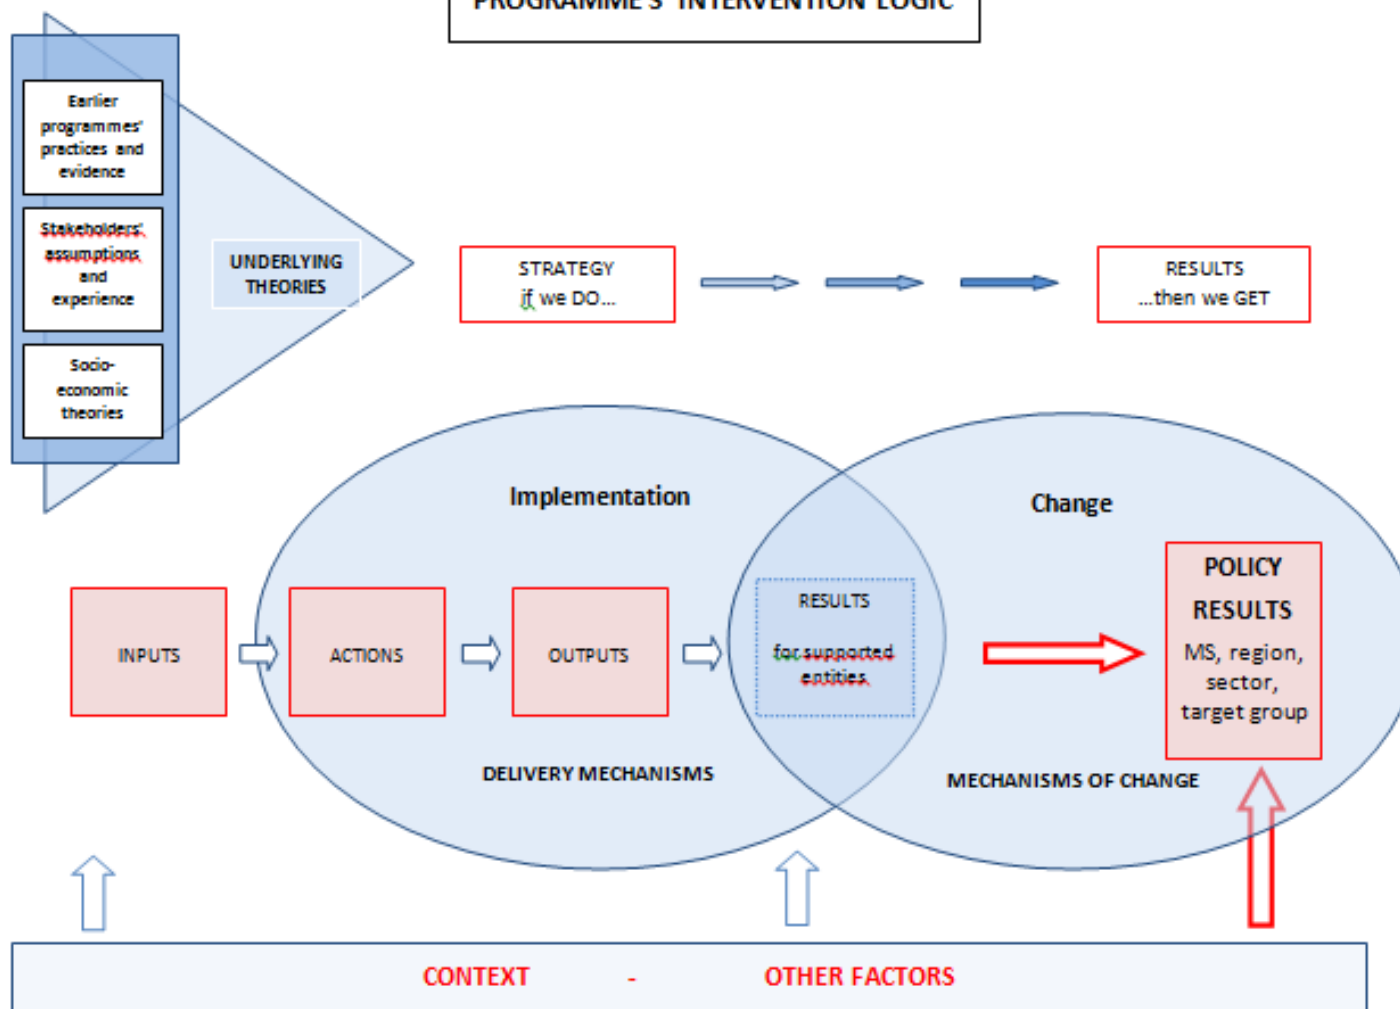 PROGRAMME'S INTERVENTION LOGIC
Earlier
programmes'
practices and
evidence
Stakeholders'
assumptions
and
experience
Socio-
economic
theories
UNDERLYING
THEORIES
STRATEGY
if we DO...
RESULTS
...then we GET
Implementation
Change
INPUTS
ACTIONS
OUTPUTS
RESULTS
for supported
entities
POLICY
RESULTS
MS, region,
sector,
target group
DELIVERY MECHANISMS
MECHANISMS OF CHANGE
CONTEXT - OTHER FACTORS